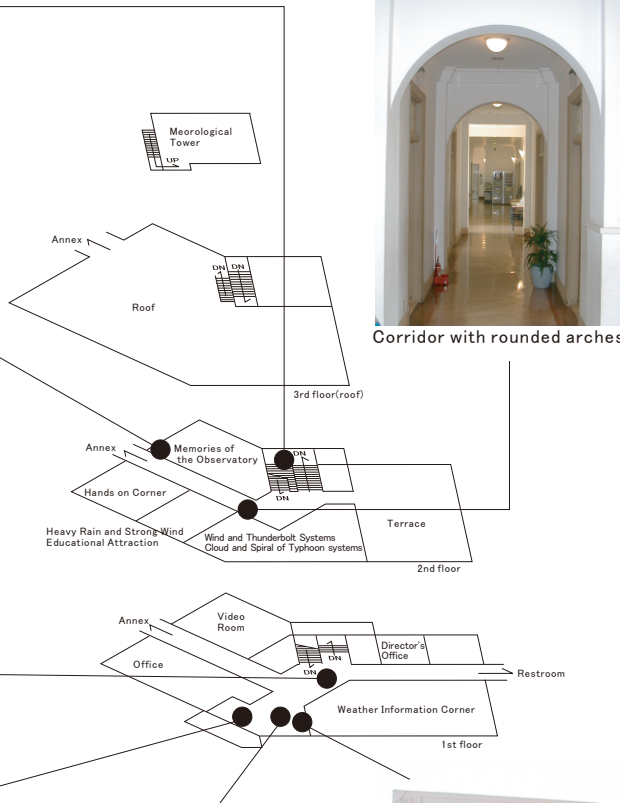 Meorological
Tower
UP
Corridor with rounded arches
Annex
DN DN
Roof
3rd floor(roof)
Annex
Memories of
the Observatory
DN
Hands on Corner
DN
Heavy Rain and Strong Wind
Educational Attraction
Wind and Thunderbolt Systems
Cloud and Spiral of Typhoon systems
Terrace
2nd floor
Annex
Video
Room
Director's
Office
DN
DN
Office
Restroom
Weather Information Corner
1st floor